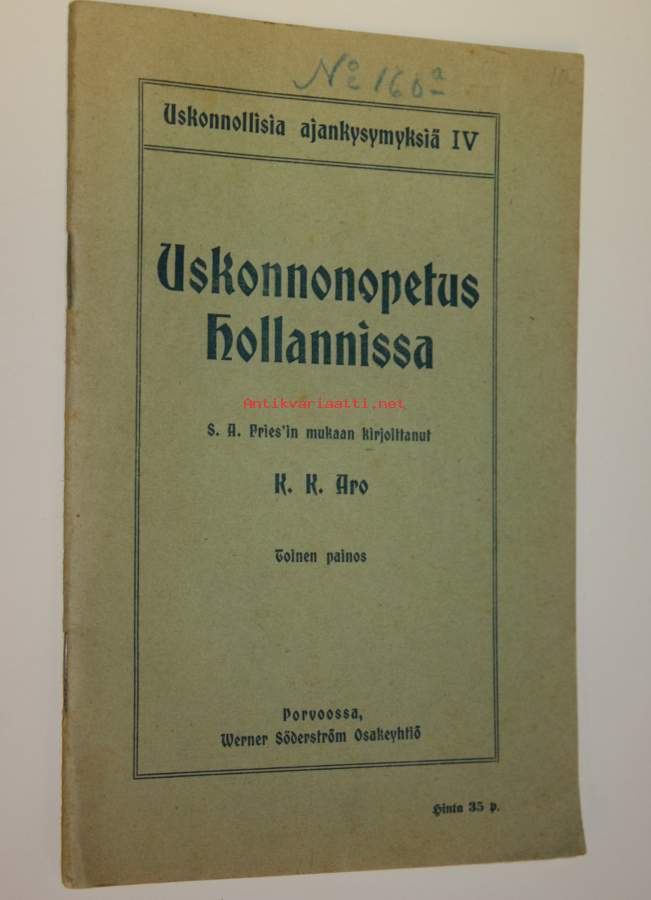 No 160a
Uskonnollisia ajankysymyksiä IV
Uskonnonopetus
Hollannissa
Antikvariaatti.net
S. A. Fries'in mukaan kirjoittanut
K. K. Aro
Toinen painos
Porvoossa,
Werner Söderström Osakeyhtiö
Hinta 35 p.